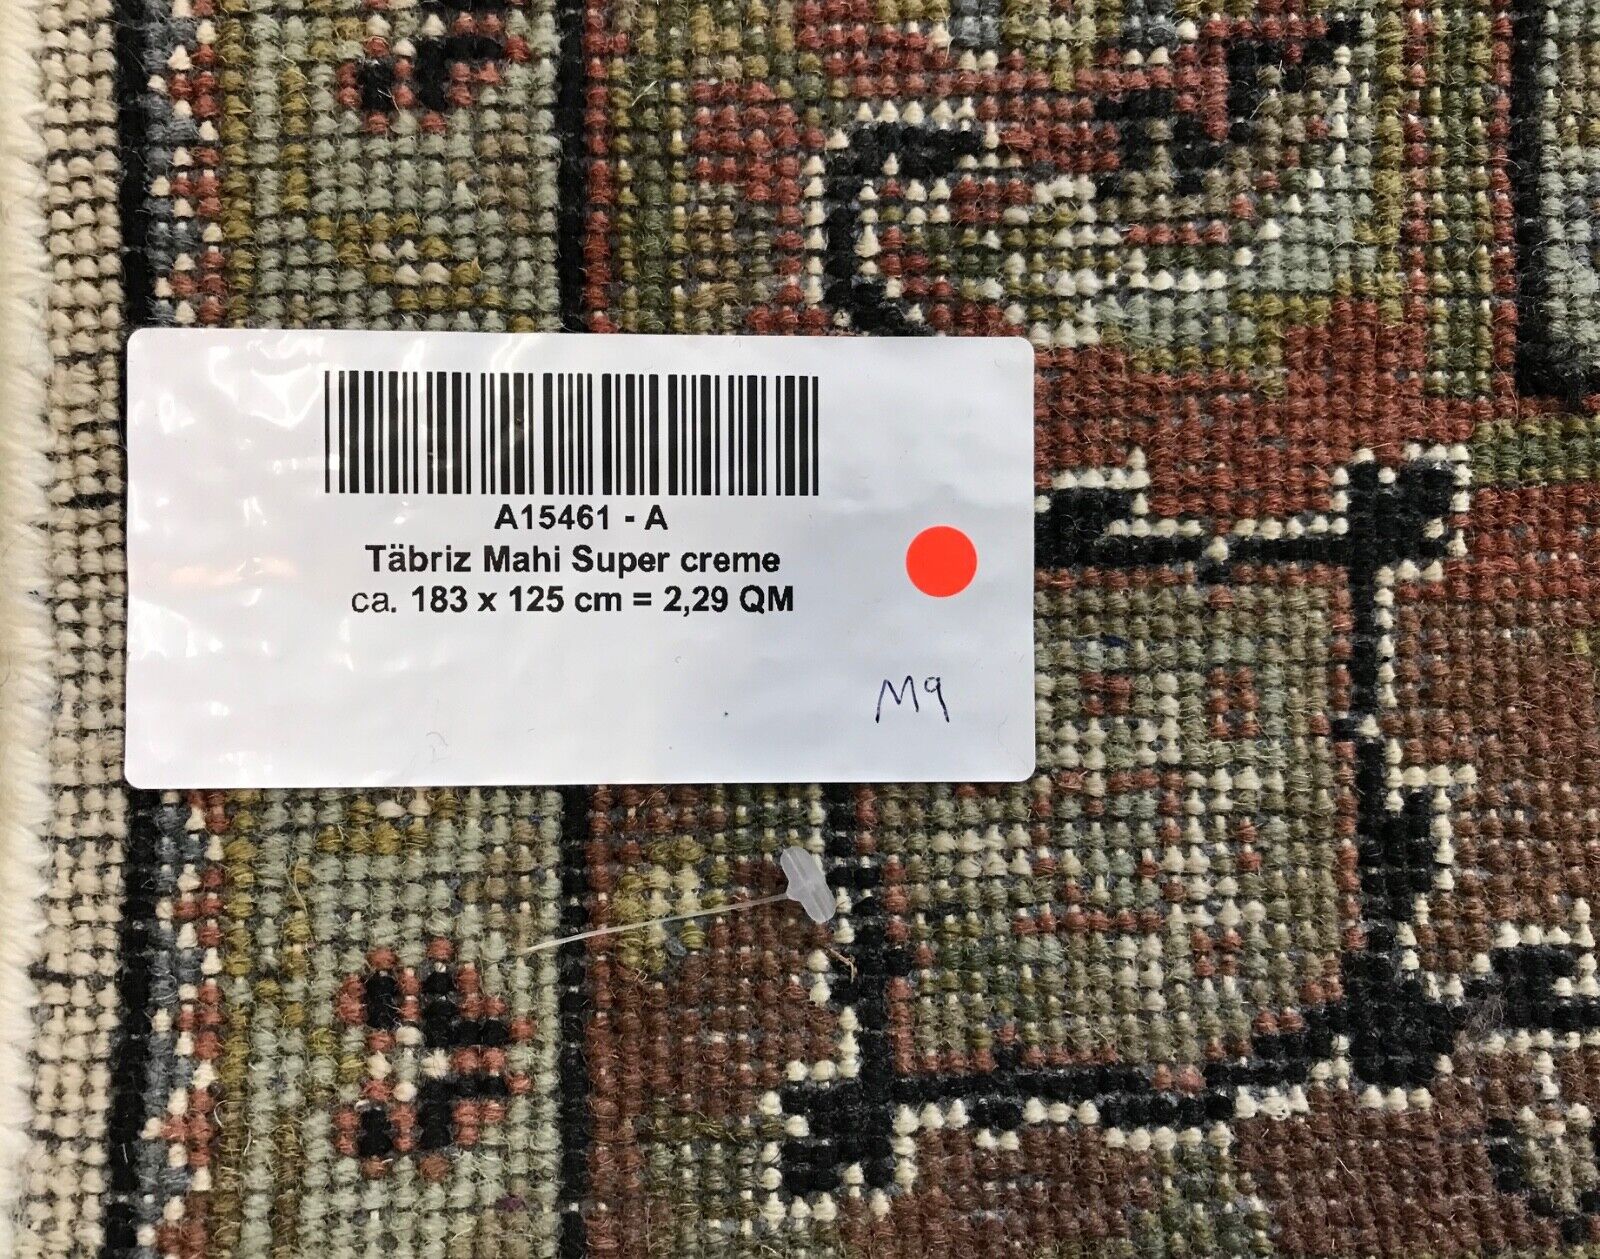 A15461 - A
Täbriz Mahi Super creme
ca. 183 x 125 cm = 2,29 QM
M9